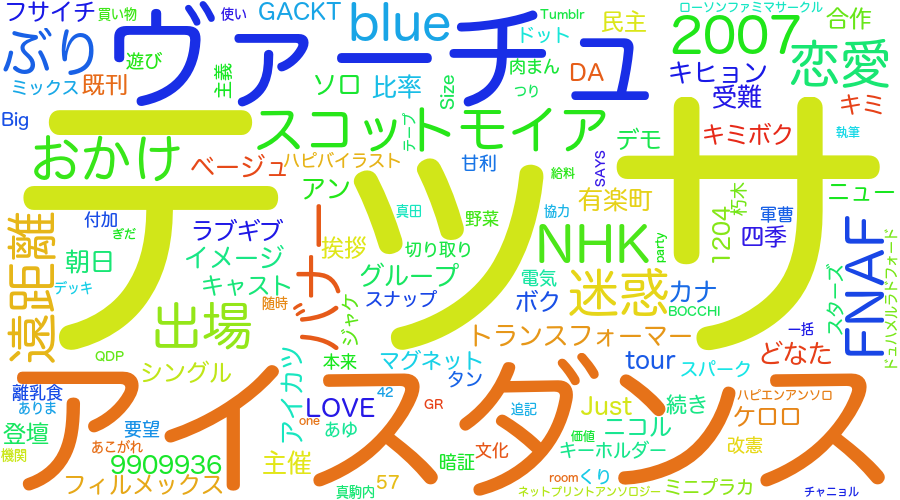 フサイチ
買い物
使い
GACKT
ヴァーチュ
blue
Tumblr
ローソンファミマサークル
民主
合作
2007
ぶり
ドット
恋愛
遊び
主義
ミックス
既刊
ソロ
比率
Size
肉まん
DA
つり
キヒョン
受難
キミ
Big
スコットモイア
テープ
デモ
キミボク
執筆
テッサ
おかけ
ベージュ
ハピバイラスト
甘利
給料
SAYS
アン
有楽町
朽木
ニュー
遠距離
付加
ぎだ
ラブギブ
真田
野菜
協力
1204
軍曹
四季
朝日
イメージ
挨拶
切り取り
NHK
party
FNAF
デッキ
キャスト
グループ
電気
迷惑
カナ
スターズ
ドュハメルラドフォード
随時
バナー
ジャケ
スナップ
ボク
BOCCHI
出場
トランスフォーマー
一括
QDP
本来
マグネット
tour
スパーク
どなた
シングル
アイカツ
タン
アイスダンス
離乳食
ありま
LOVE
42
GR
追記
Just
続き
ハピエンアンソロ
ケロロ
登壇
要望
one
あゆ
ニコル
あこがれ
文化
価値
キーホルダー
改憲
機関
9909936
主催
暗証
フィルメックス
57
真駒内
room
くり
ミニプラカ
ネットプリントアンソロジー
チャニョル